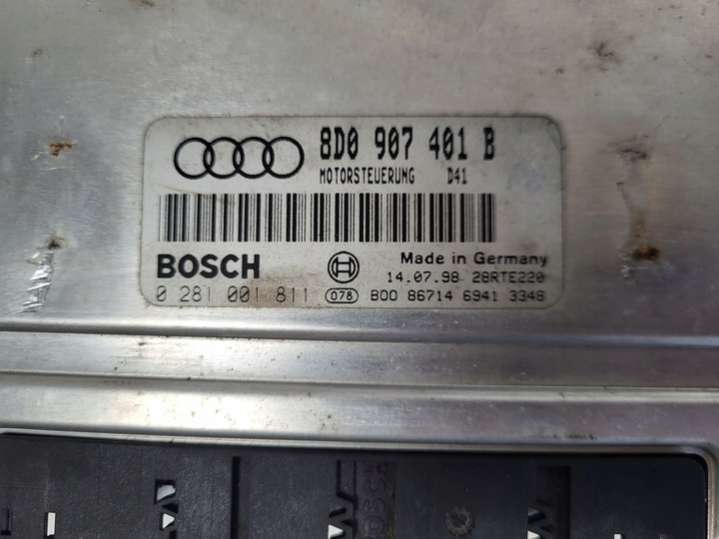 8D0 907 401 B
MOTORSTEUERUNG D41
BOSCH
Made in Germany
14.07.98 28RTE220
0 281 001 811 078 BOO 86714 6941 3348